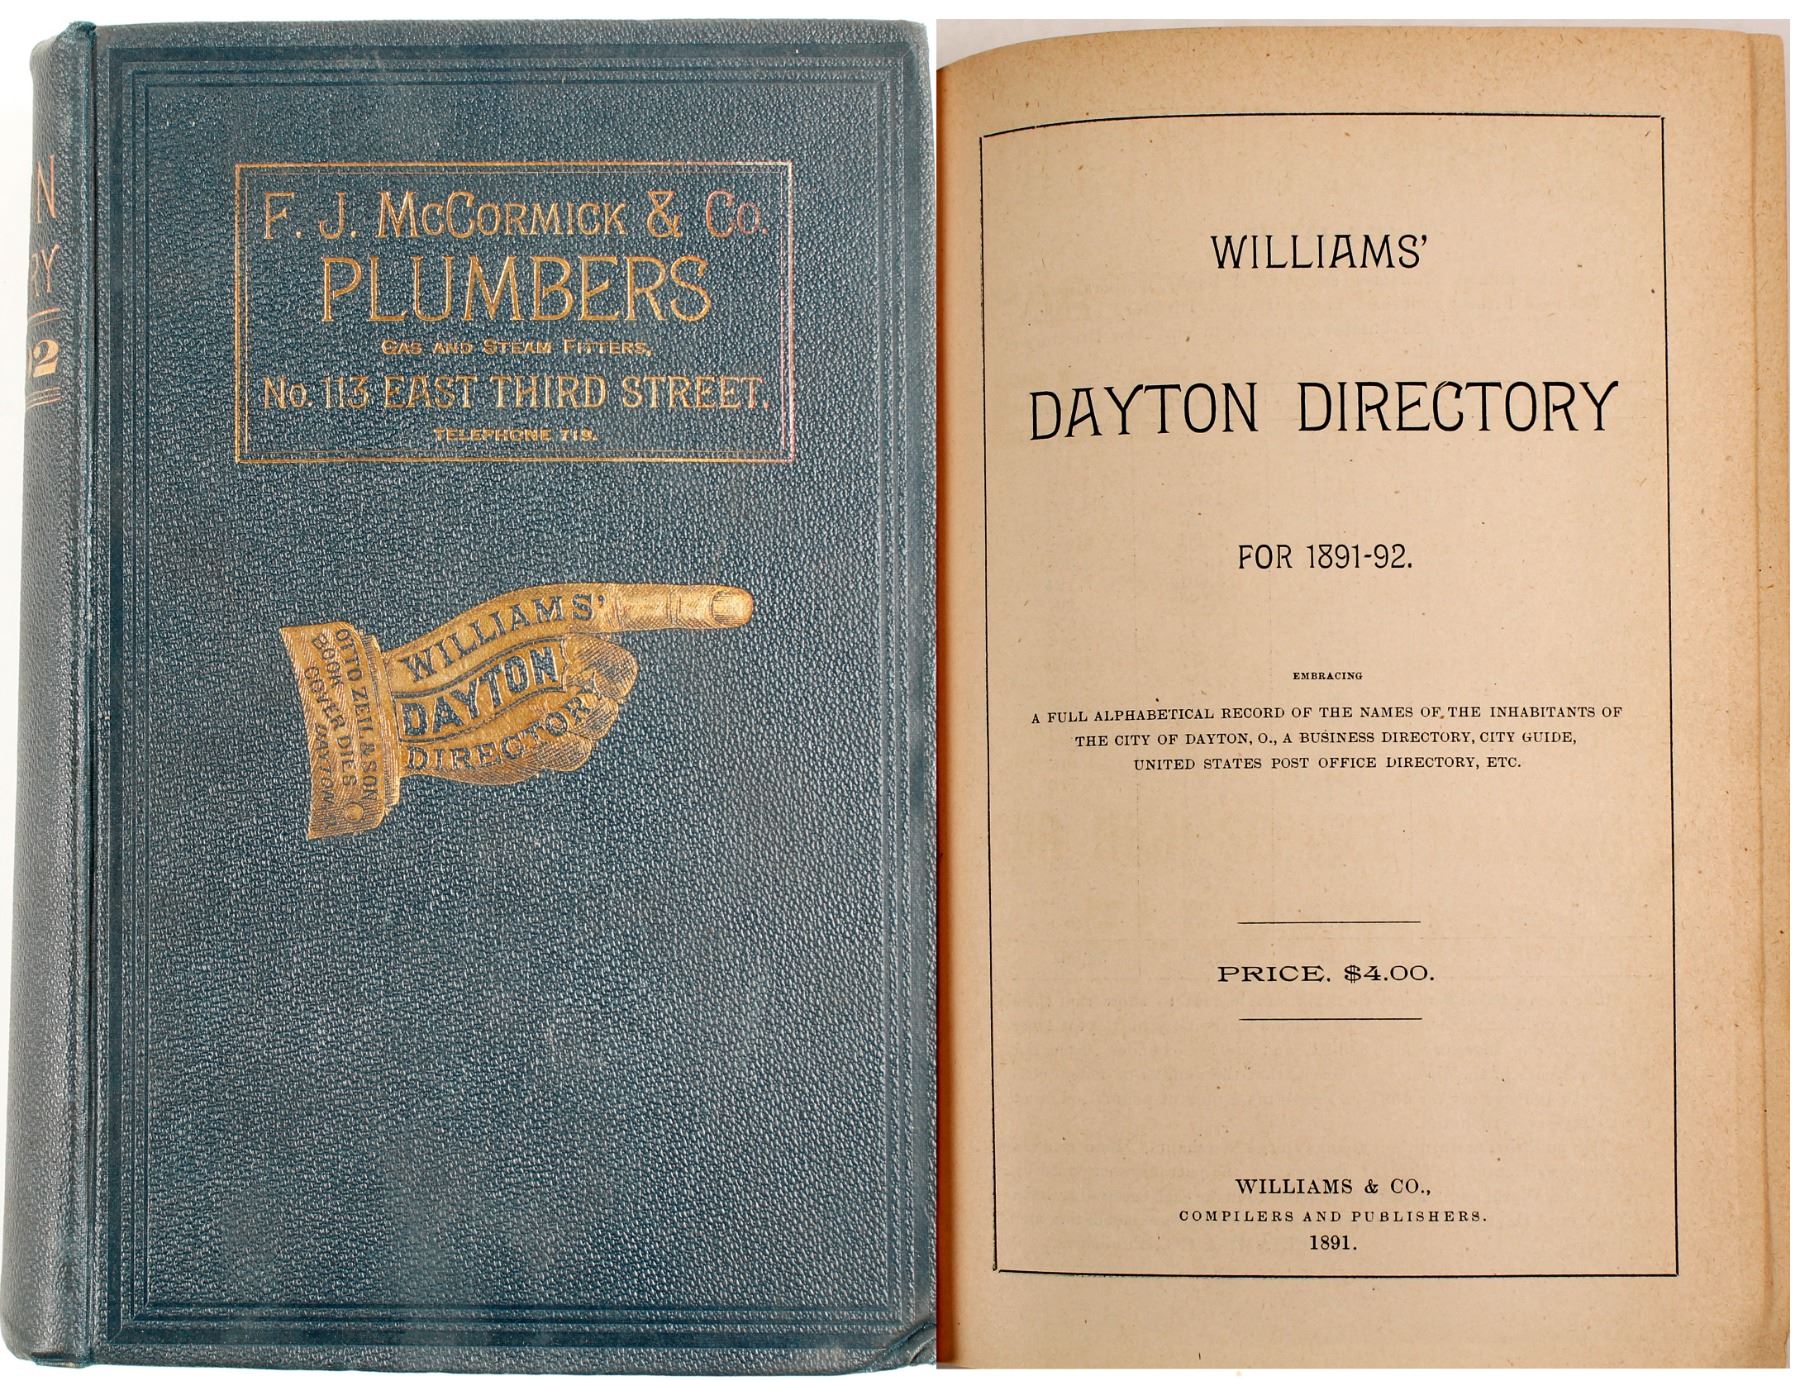 N
RY
92
F. J. McCormick & Co.
PLUMBERS
GAS AND STEAM FITTERS,
No. 113 EAST THIRD STREET.
TELEPHONE 713.
WILLIAMS'
DAYTON
DIRECTORY
OTTO ZEIL & SON
BOOK
COVER DIES
DAYTON
WILLIAMS'
DAYTON DIRECTORY
FOR 1891-92.
EMBRACING
A FULL ALPHABETICAL RECORD OF THE NAMES OF THE INHABITANTS OF
THE CITY OF DAYTON, O., A BUSINESS DIRECTORY, CITY GUIDE,
UNITED STATES POST OFFICE DIRECTORY, ETC.
PRICE, $4.00.
WILLIAMS & CO.,
COMPILERS AND PUBLISHERS.
1891.